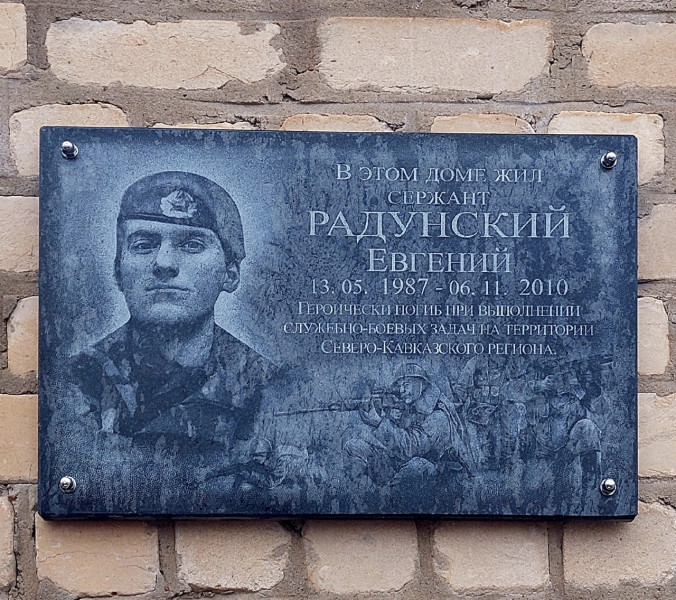 В ЭТОМ ДОМЕ ЖИЛ
СЕРЖАНТ
РАДУНСКИЙ
ЕВГЕНИЙ
13. 05. 1987 - 06. 11. 2010
ГЕРОИЧЕСКИ ПОГИБ ПРИ ВЫПОЛНЕНИИ
СЛУЖЕБНО-БОЕВЫХ ЗАДАЧ НА ТЕРРИТОРИИ
СЕВЕРО-КАВКАЗСКОГО РЕГИОНА.